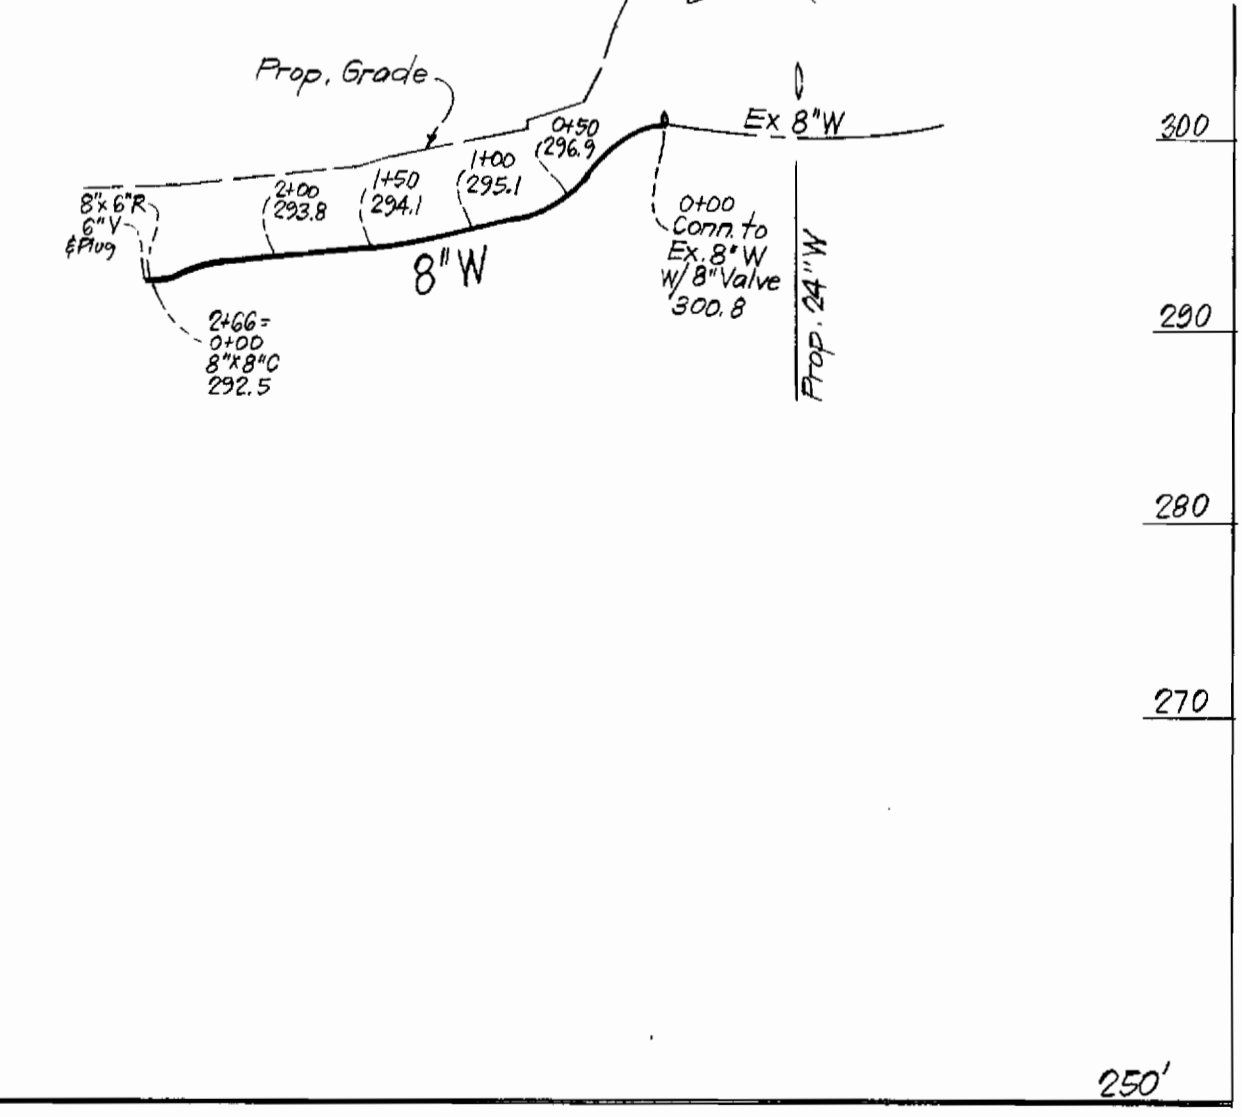 Prop. Grade
Ex 8"W
300
0+50
296.9
1+00
295.1
1+50
294.1
2+00
293.8
8"x6"R
6"V
&Plug
8"W
0+00
Conn. to
Ex. 8"W
W/8"Valve
300.8
Prop. 24"W
290
2+66=
0+00
8"x8"C
292.5
280
270
250'